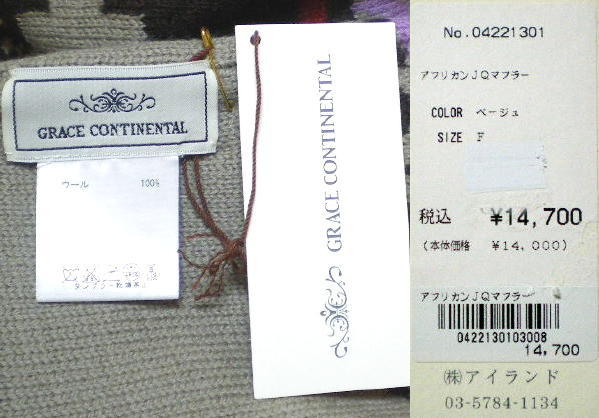 GRACE CONTINENTAL
ウール 100%
GRACE CONTINENTAL
No.04221301
アフリカンJQマフラー
COLOR ベージュ
SIZE F
税込 ¥14,700
(本体価格 ¥14,000)
アフリカンJQマフラー
0422130103008
14,700
㈱アイランド
03-5784-1134